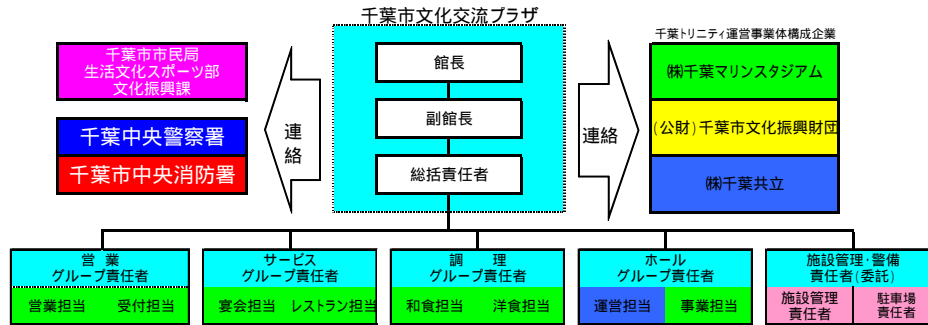 千葉市文化交流プラザ
千葉市市民局
生活文化スポーツ部
文化振興課
千葉中央警察署
千葉市中央消防署
連
絡
館長
副館長
総括責任者
連絡
千葉トリニティ運営事業体構成企業
㈱千葉マリンスタジアム
(公財)千葉市文化振興財団
㈱千葉共立
営 業
グループ責任者
営業担当 受付担当
サービス
グループ責任者
宴会担当 レストラン担当
調 理
グループ責任者
和食担当 洋食担当
ホール
グループ責任者
運営担当 事業担当
施設管理・警備
責任者(委託)
施設管理
責任者
駐車場
責任者